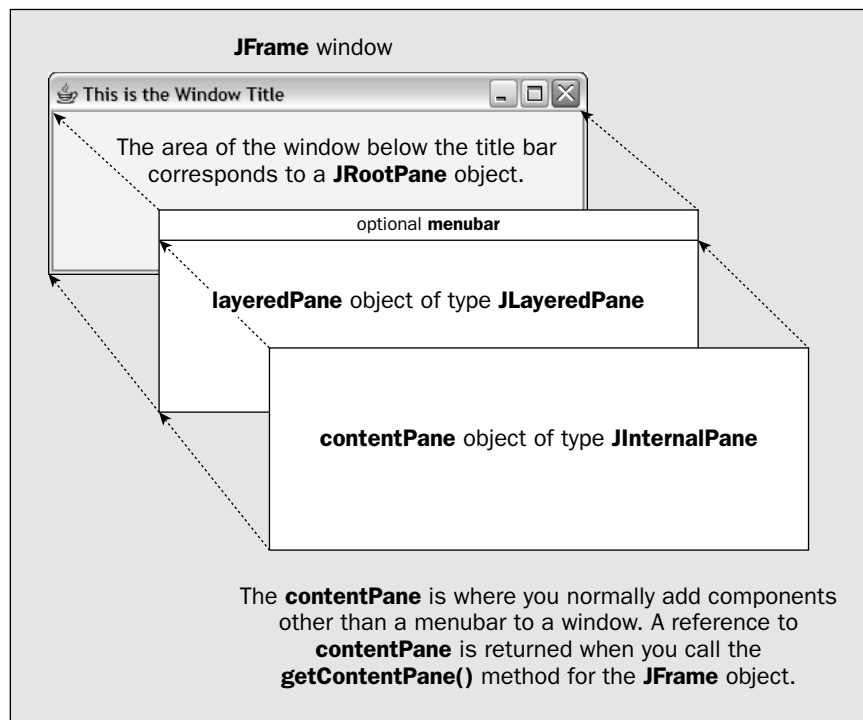 JFrame window
This is the Window Title
The area of the window below the title bar
corresponds to a JRootPane object.
optional menubar
layeredPane object of type JLayeredPane
contentPane object of type JInternalPane
The contentPane is where you normally add components
other than a menubar to a window. A reference to
contentPane is returned when you call the
getContentPane() method for the JFrame object.